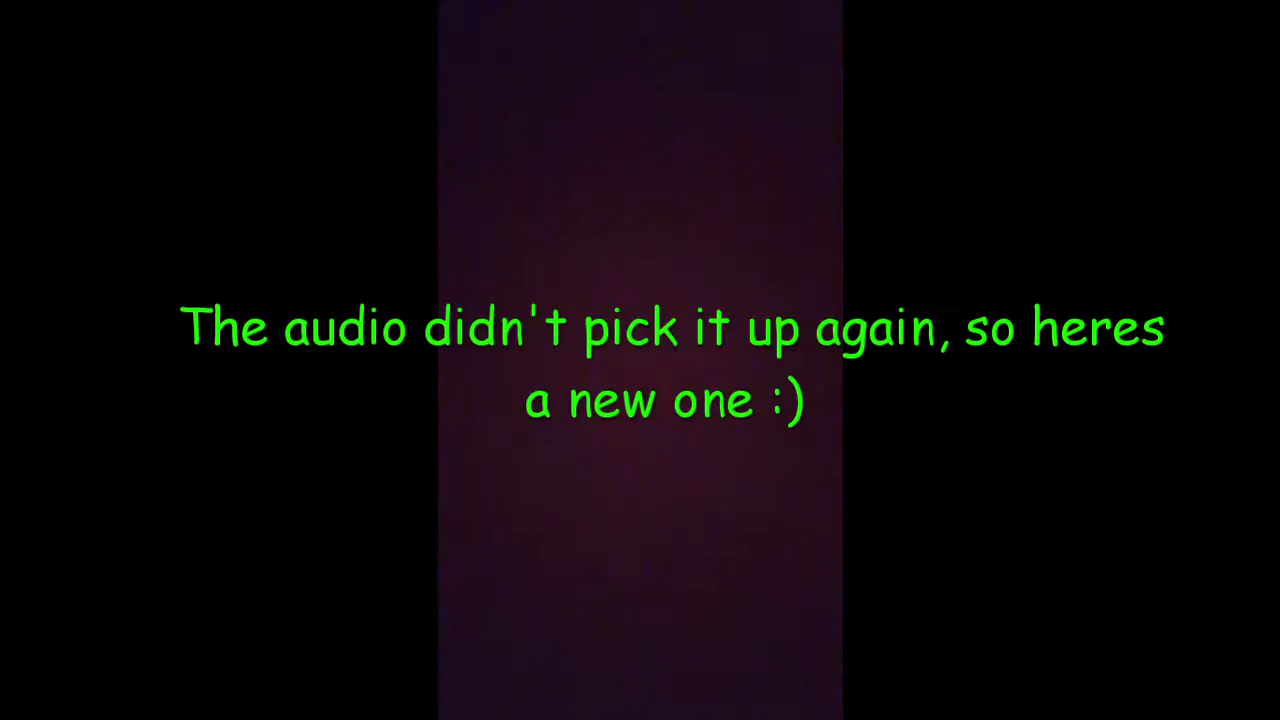 The audio didn't pick it up again, so heres
a new one :)